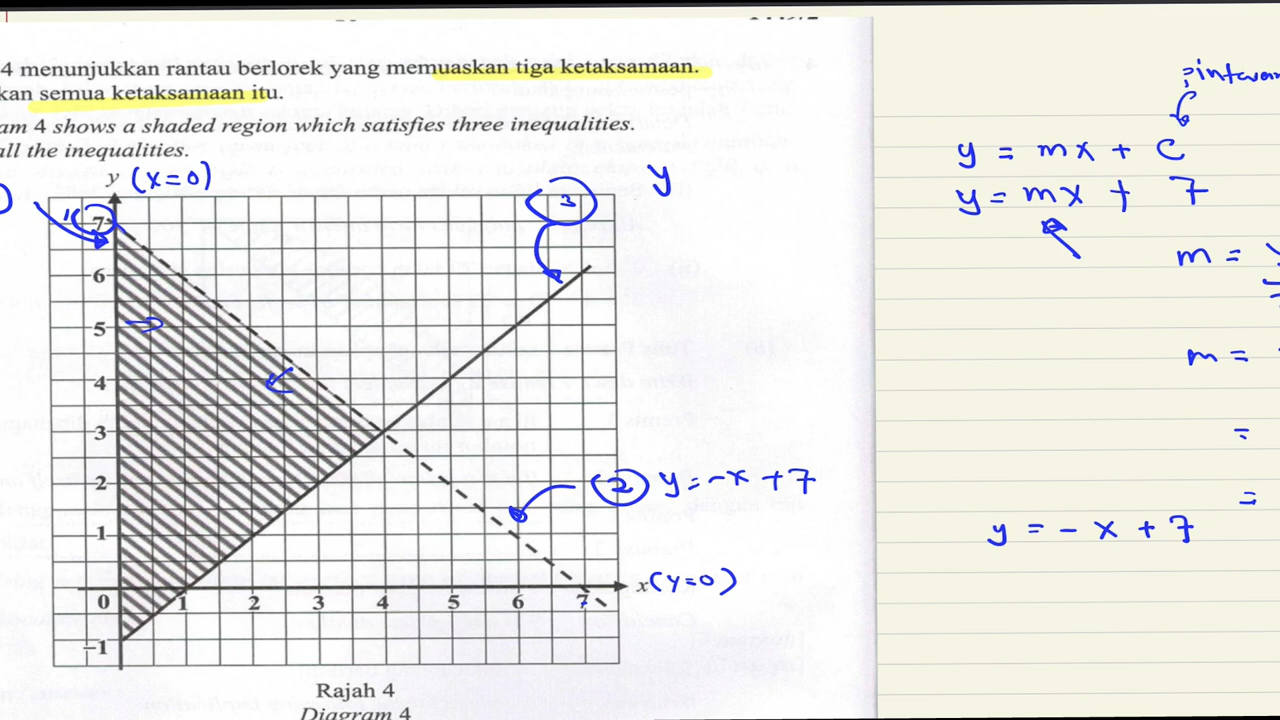 4 menunjukkan rantau berlorek yang memuaskan tiga ketaksamaan.
kan semua ketaksamaan itu.
am 4 shows a shaded region which satisfies three inequalities.
all the inequalities.
y (x=0)
y
3
7
6
5
4
3
2
1
-1
0 1 2 3 4 5 6 7
x (y=0)
7
2 y=-x+7
Rajah 4
Diagram 4
y = mx + c
y = mx + 7
m =
m =
=
=
y = - x + 7